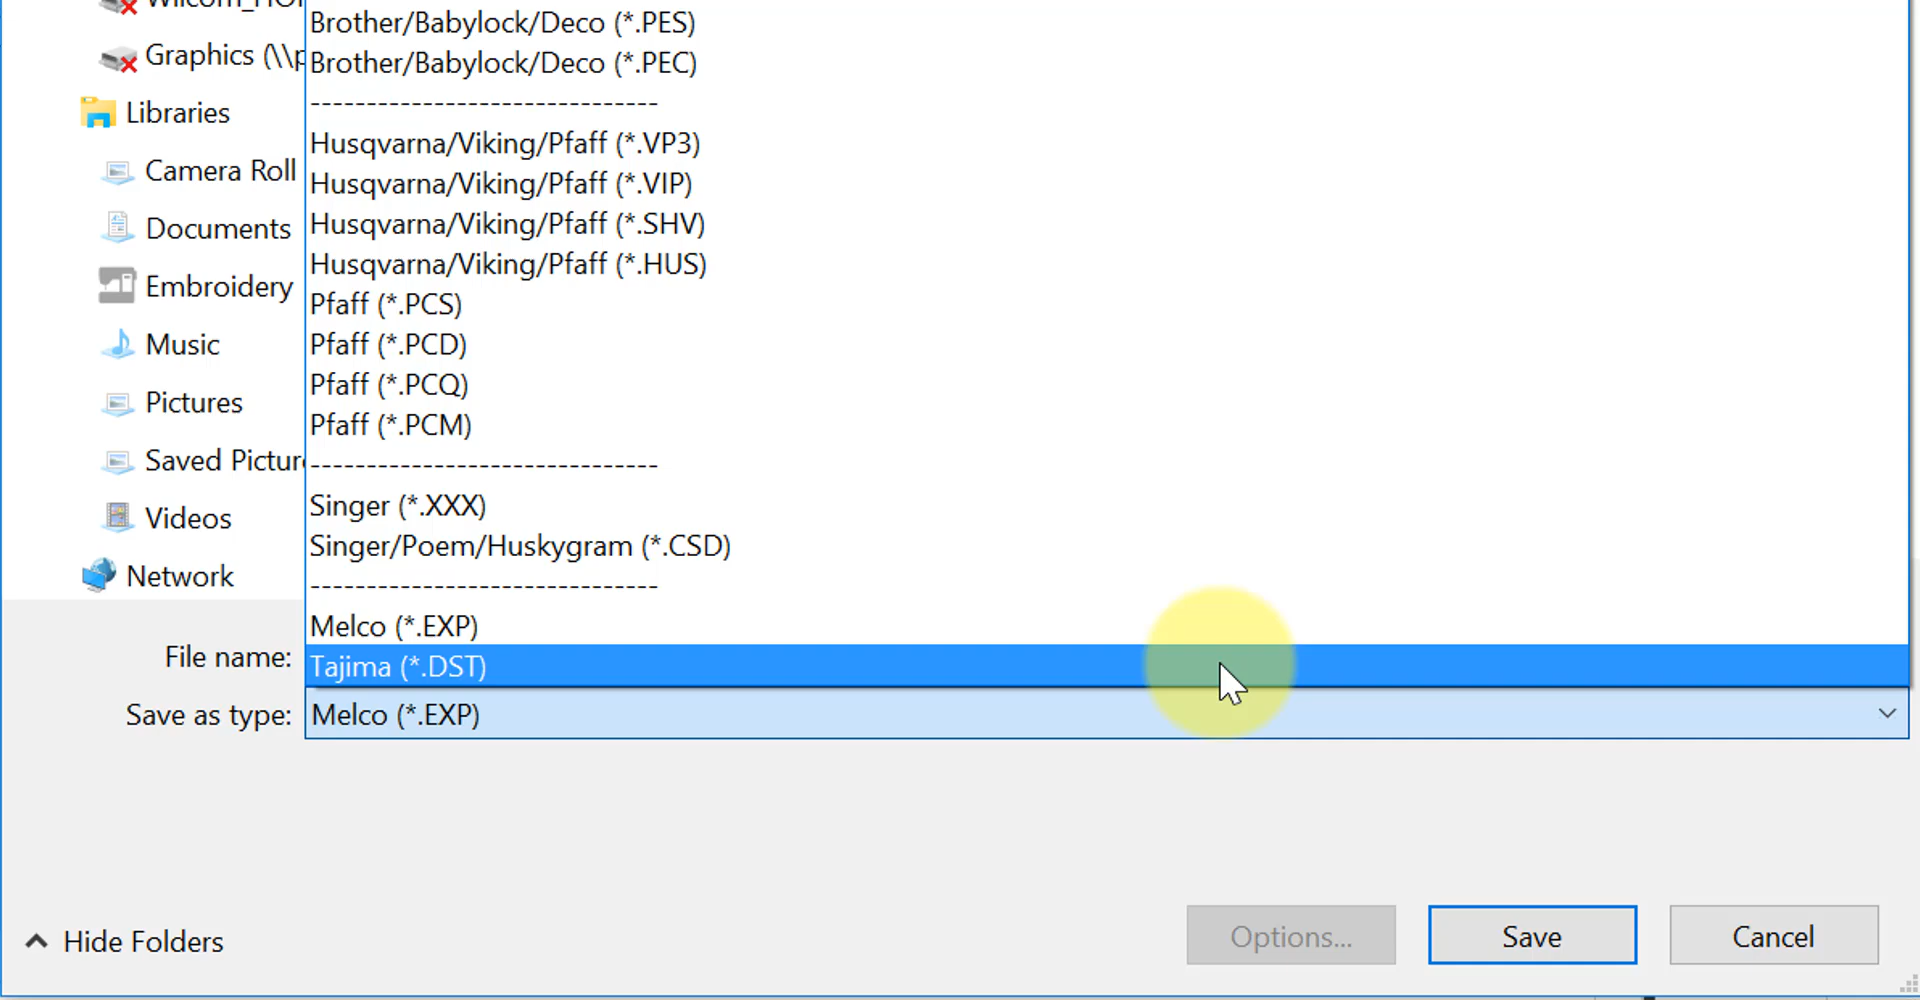 Graphics (\\p
Libraries
Camera Roll
Documents
Embroidery
Music
Pictures
Saved Pictur
Videos
Network
Brother/Babylock/Deco (*.PES)
Brother/Babylock/Deco (*.PEC)
-------------------------------
Husqvarna/Viking/Pfaff (*.VP3)
Husqvarna/Viking/Pfaff (*.VIP)
Husqvarna/Viking/Pfaff (*.SHV)
Husqvarna/Viking/Pfaff (*.HUS)
Pfaff (*.PCS)
Pfaff (*.PCD)
Pfaff (*.PCQ)
Pfaff (*.PCM)
-------------------------------
Singer (*.XXX)
Singer/Poem/Huskygram (*.CSD)
-------------------------------
Melco (*.EXP)
Tajima (*.DST)
File name:
Save as type: Melco (*.EXP)
Hide Folders
Options... Save Cancel